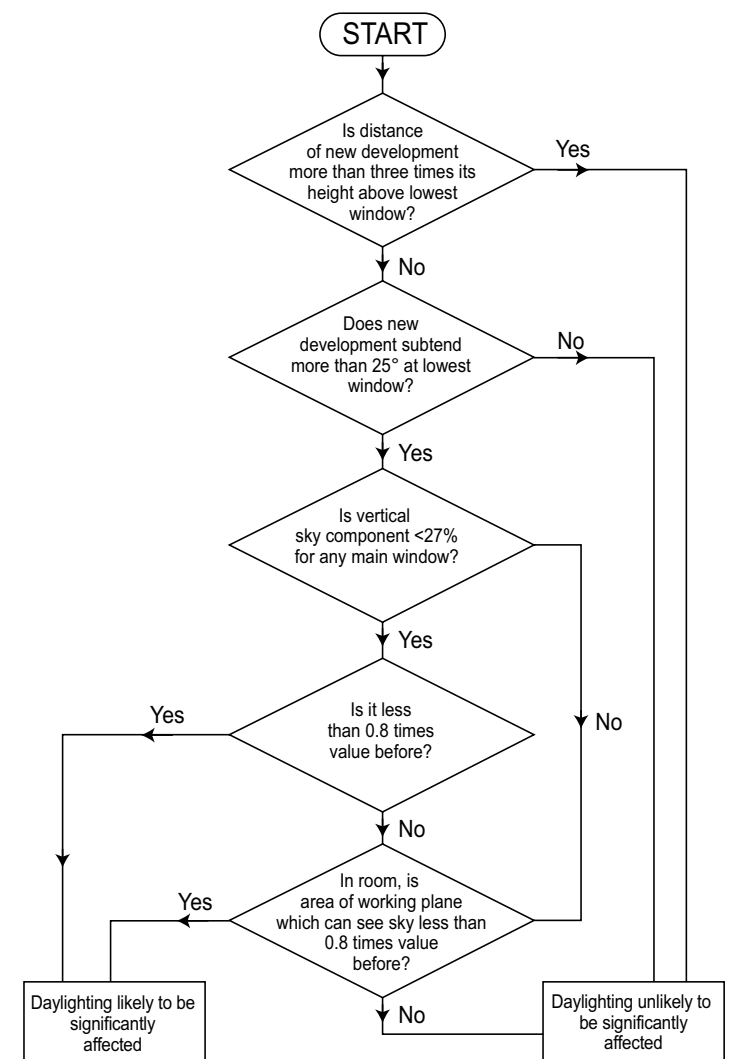 START
Is distance
of new development
more than three times its
height above lowest
window?
Yes
No
Does new
development subtend
more than 25° at lowest
window?
No
Yes
Is vertical
sky component <27%
for any main window?
Yes
No
Is it less
than 0.8 times
value before?
Yes
No
In room, is
area of working plane
which can see sky less than
0.8 times value
before?
Yes
No
Daylighting likely to be
significantly
affected
Daylighting unlikely to
be significantly
affected